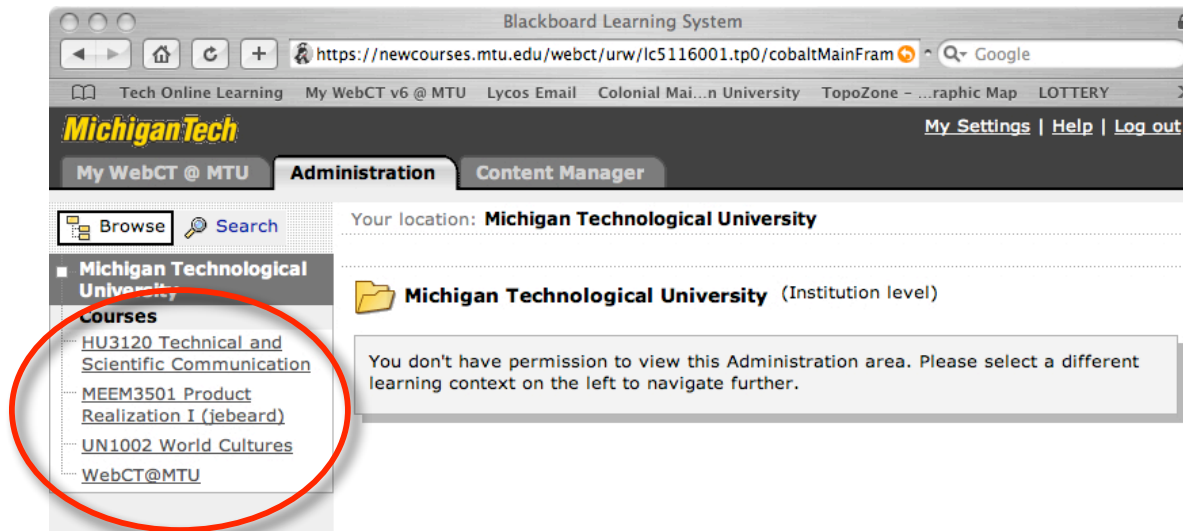 Blackboard Learning System
https://newcourses.mtu.edu/webct/urw/lc5116001.tp0/cobaltMainFram
Google
Tech Online Learning My WebCT v6 @ MTU Lycos Email Colonial Mai...n University TopoZone - ...raphic Map LOTTERY
MichiganTech
My Settings | Help | Log out
My WebCT @ MTU Administration Content Manager
Browse Search
Your location: Michigan Technological University
Michigan Technological
University
Courses
HU3120 Technical and
Scientific Communication
MEEM3501 Product
Realization I (jebeard)
UN1002 World Cultures
WebCT@MTU
Michigan Technological University (Institution level)
You don't have permission to view this Administration area. Please select a different
learning context on the left to navigate further.